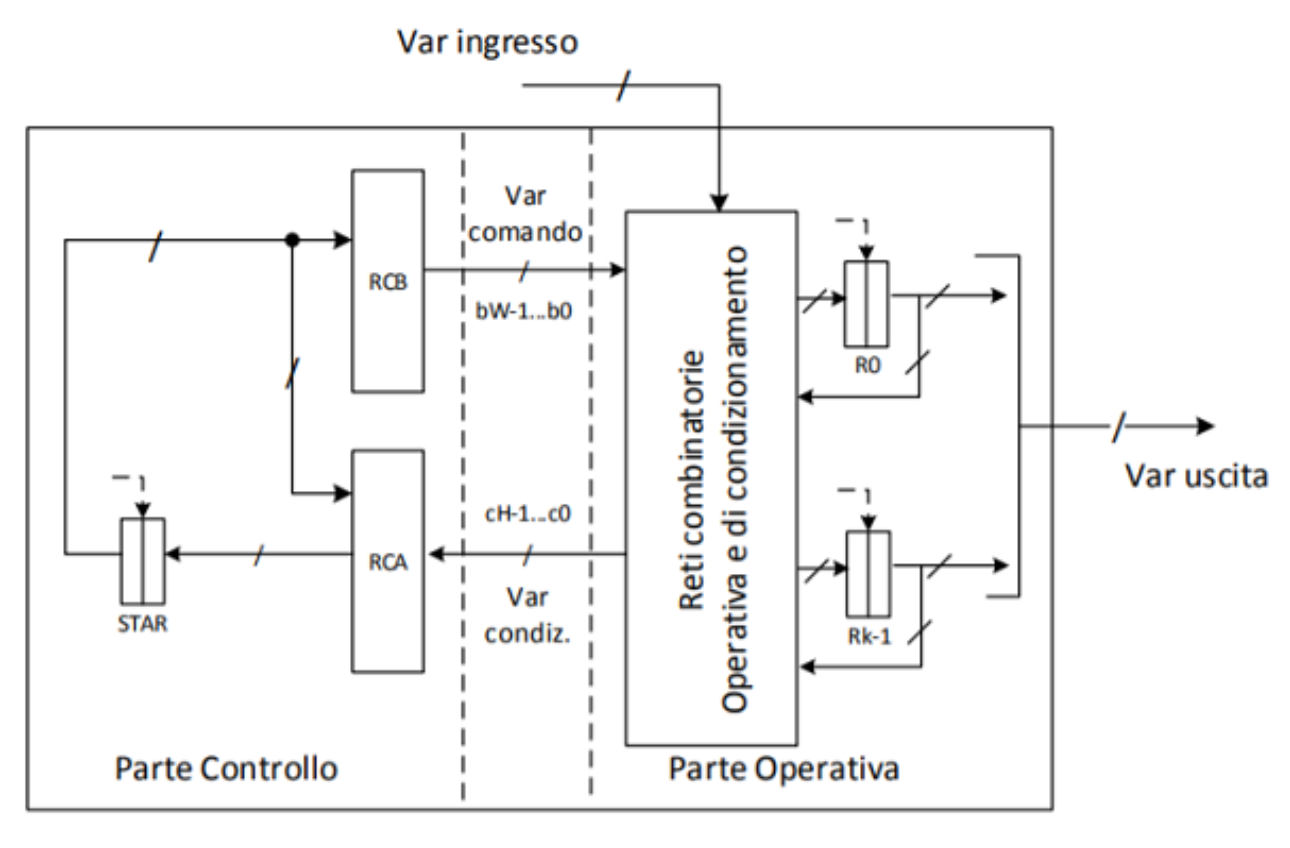 Var ingresso
Var
comando
RCB
bW-1...b0
R0
Reti combinatorie
Operativa e di condizionamento
Var uscita
cH-1...c0
RCA
STAR
Var
condiz.
Rk-1
Parte Controllo
Parte Operativa